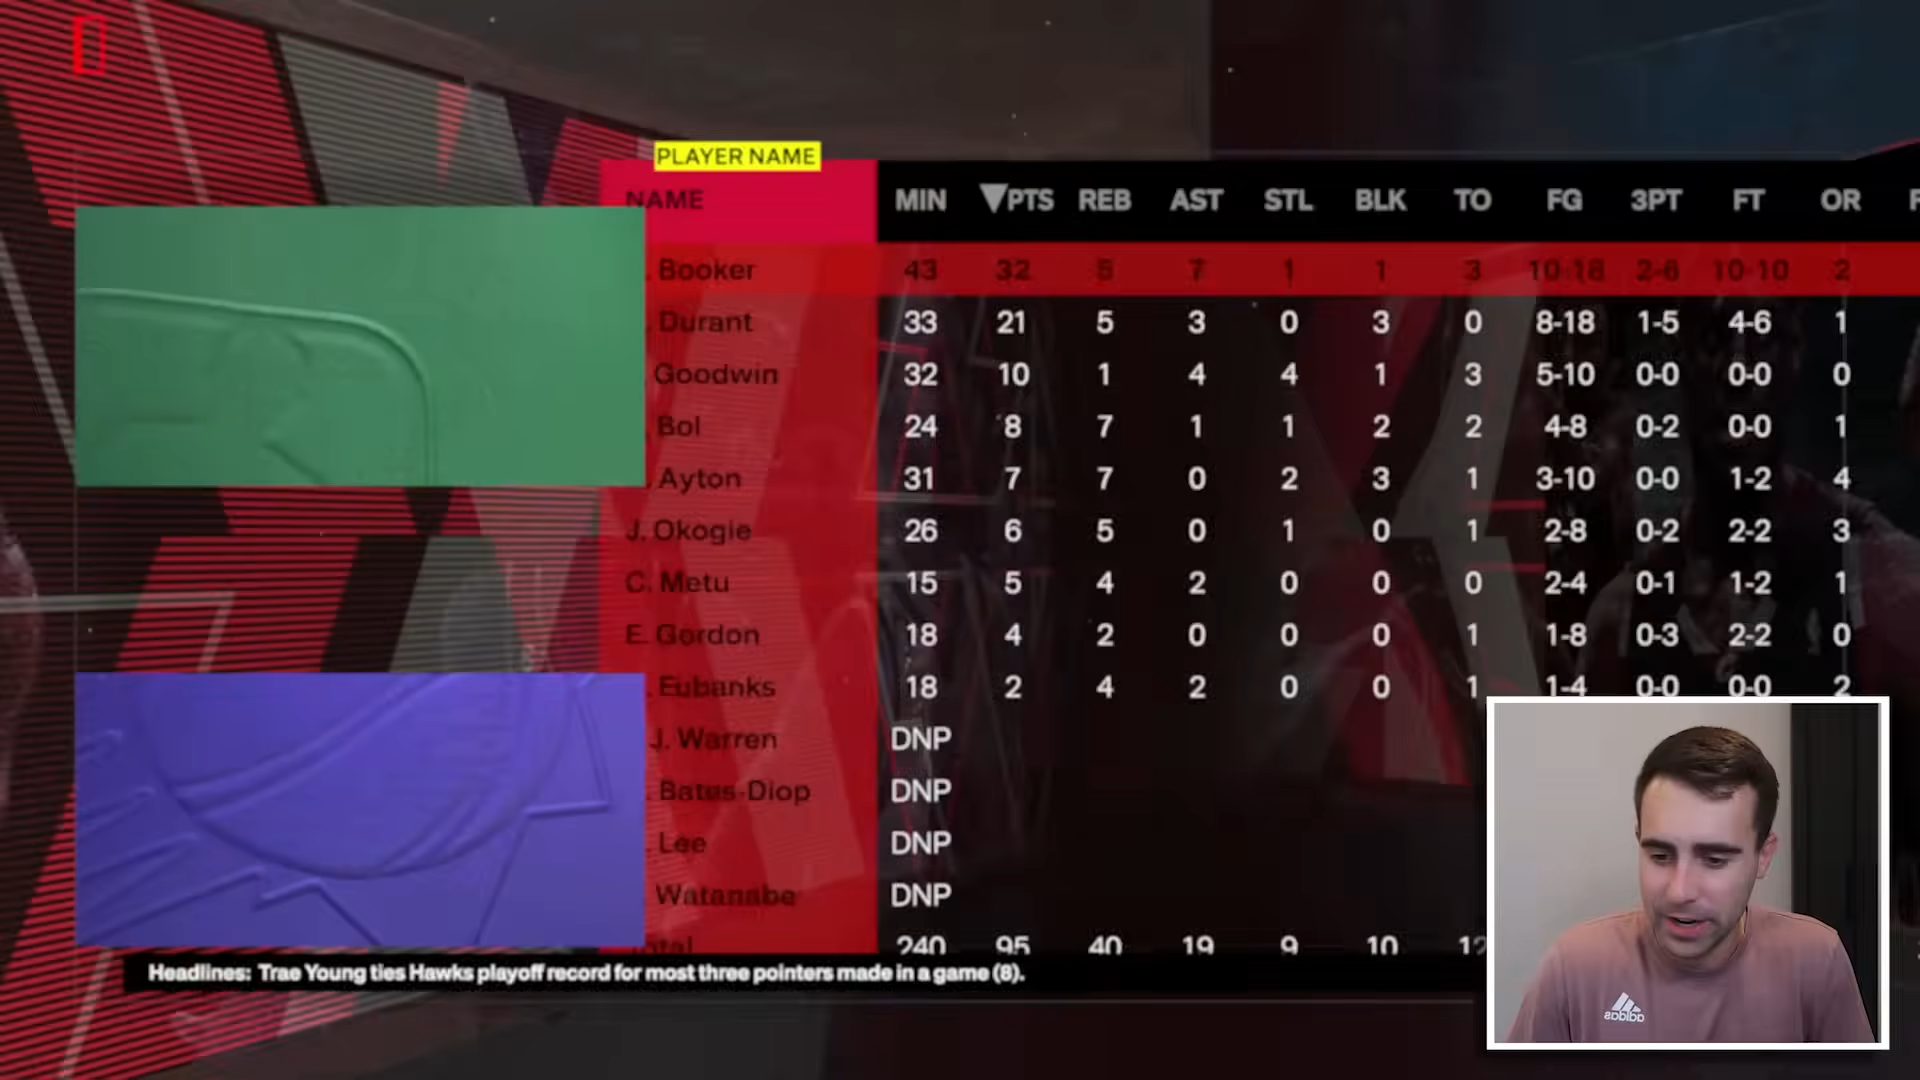 PLAYER NAME
NAME MIN PTS REB AST STL BLK TO FG 3PT FT OR F
. Booker 43 32 5 7 1 1 3 10-18 2-6 10-10 2
. Durant 33 21 5 3 0 3 0 8-18 1-5 4-6 1
Goodwin 32 10 1 4 4 1 3 5-10 0-0 0-0 0
. Bol 24 8 7 1 1 2 2 4-8 0-2 0-0 1
. Ayton 31 7 7 0 2 3 1 3-10 0-0 1-2 4
J. Okogie 26 6 5 0 1 0 1 2-8 0-2 2-2 3
C. Metu 15 5 4 2 0 0 0 2-4 0-1 1-2 1
E. Gordon 18 4 2 0 0 0 1 1-8 0-3 2-2 0
. Eubanks 18 2 4 2 0 0 1 1-4 0-0 0-0 2
J. Warren DNP
. Bates-Diop DNP
. Lee DNP
Watanabe DNP
240 95 40 19 9 10 12
Headlines: Trae Young ties Hawks playoff record for most three pointers made in a game (8).
adidas